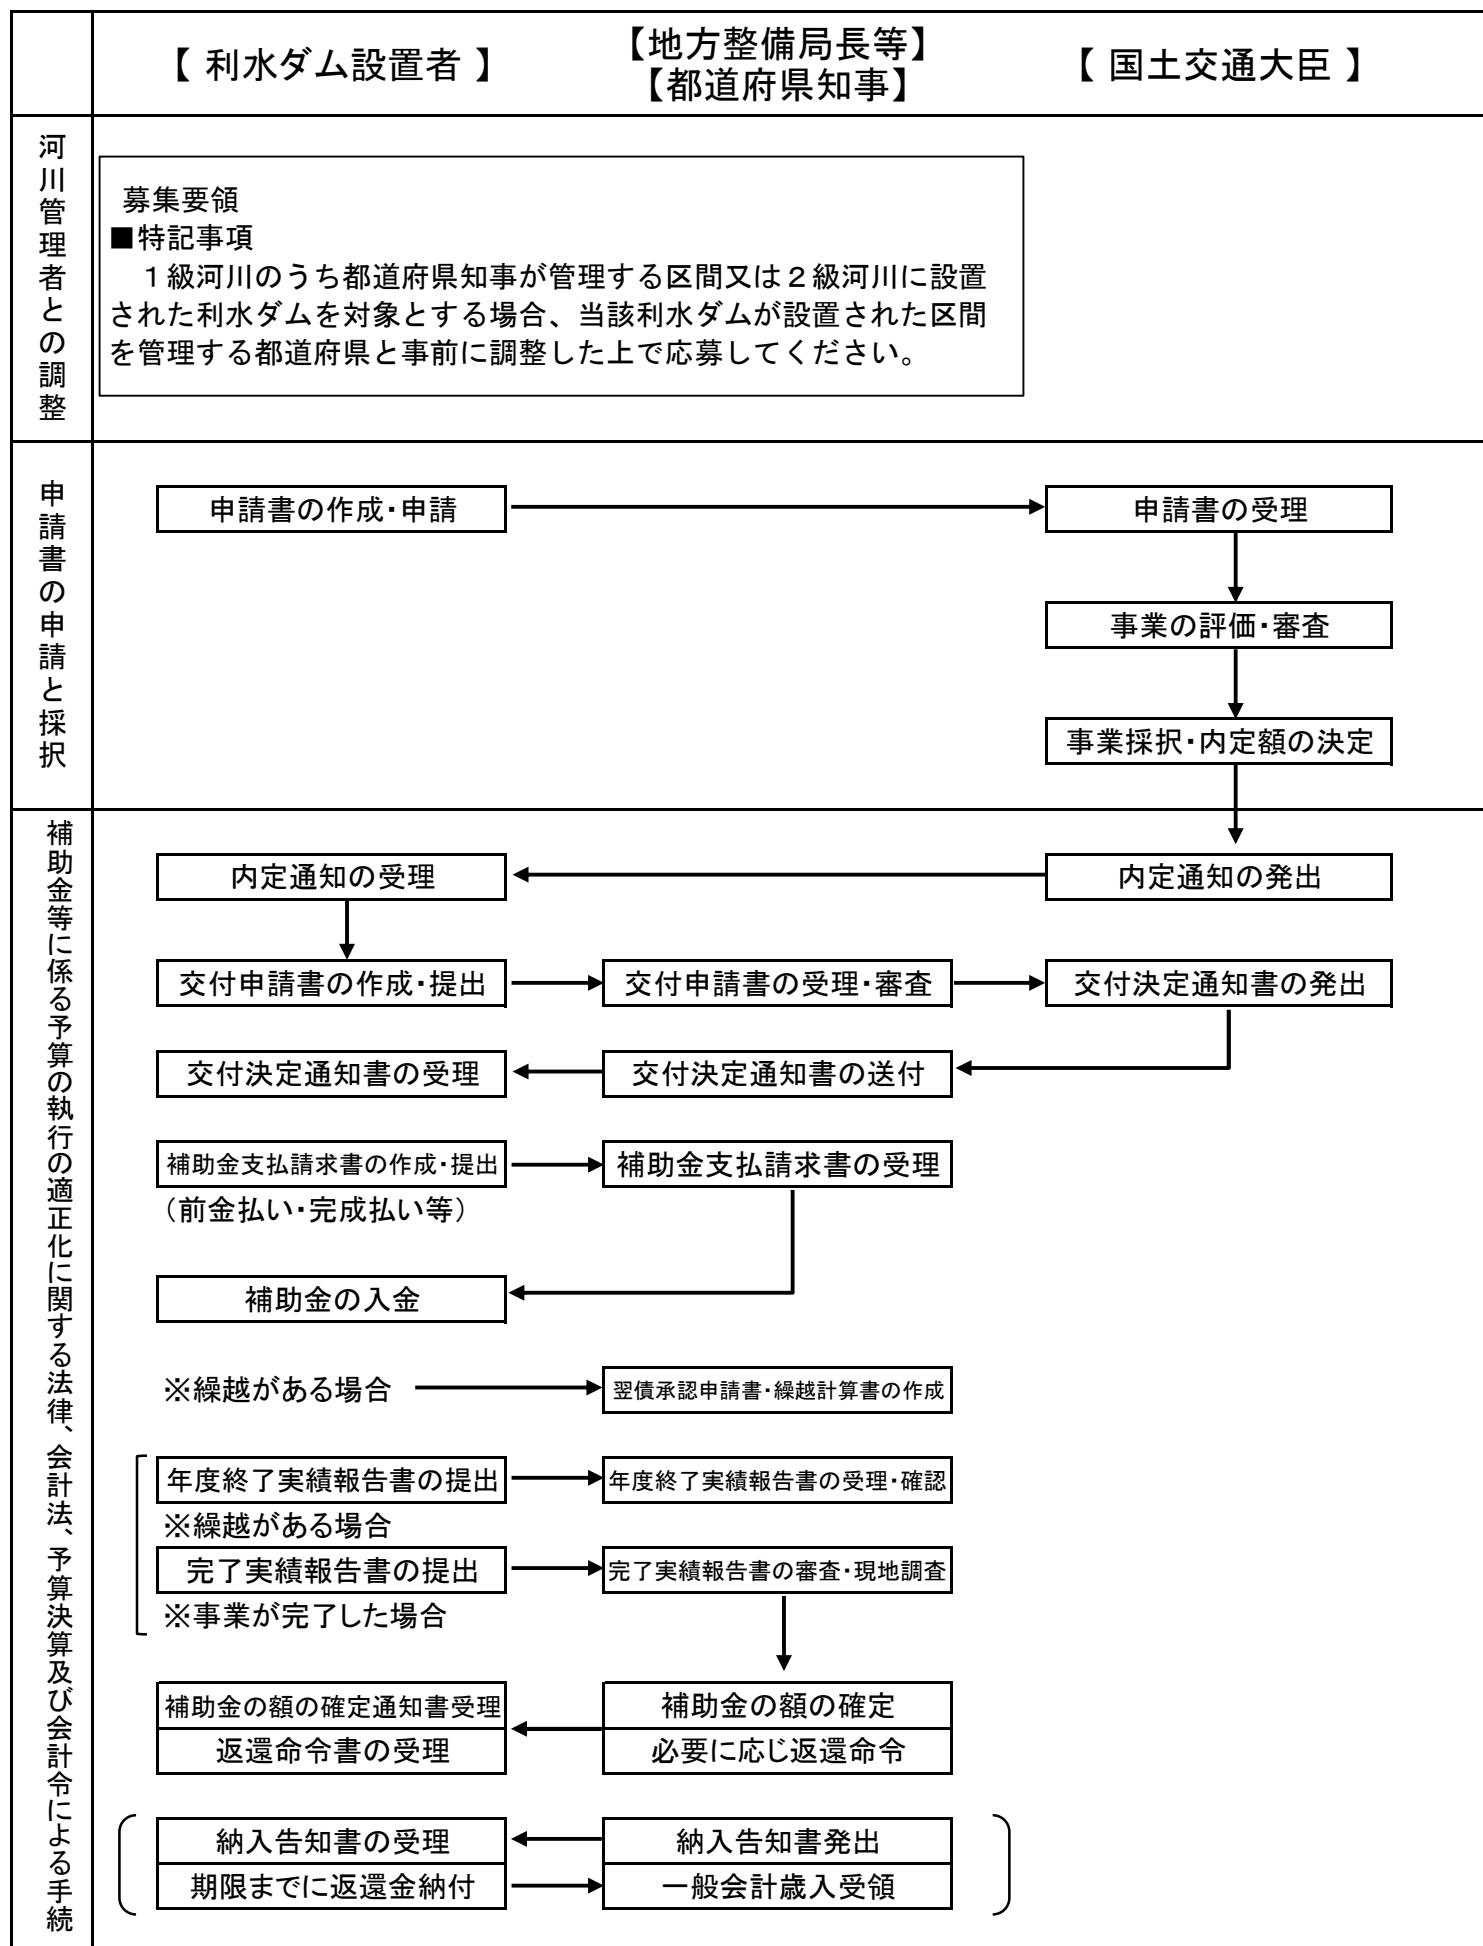 【 利水ダム設置者 】
【地方整備局長等】
【都道府県知事】
【 国土交通大臣 】
河川管理者との調整
募集要領
■特記事項
１級河川のうち都道府県知事が管理する区間又は２級河川に設置
された利水ダムを対象とする場合、当該利水ダムが設置された区間
を管理する都道府県と事前に調整した上で応募してください。
申請書の申請と採択
申請書の作成・申請
申請書の受理
事業の評価・審査
事業採択・内定額の決定
補助金等に係る予算の執行の適正化に関する法律、会計法、予算決算及び会計令による手続
内定通知の受理
内定通知の発出
交付申請書の作成・提出
交付申請書の受理・審査
交付決定通知書の発出
交付決定通知書の受理
交付決定通知書の送付
補助金支払請求書の作成・提出
補助金支払請求書の受理
（前金払い・完成払い等）
補助金の入金
※繰越がある場合
翌債承認申請書・繰越計算書の作成
年度終了実績報告書の提出
年度終了実績報告書の受理・確認
※繰越がある場合
完了実績報告書の提出
完了実績報告書の審査・現地調査
※事業が完了した場合
補助金の額の確定通知書受理
補助金の額の確定
返還命令書の受理
必要に応じ返還命令
納入告知書の受理
納入告知書発出
期限までに返還金納付
一般会計歳入受領